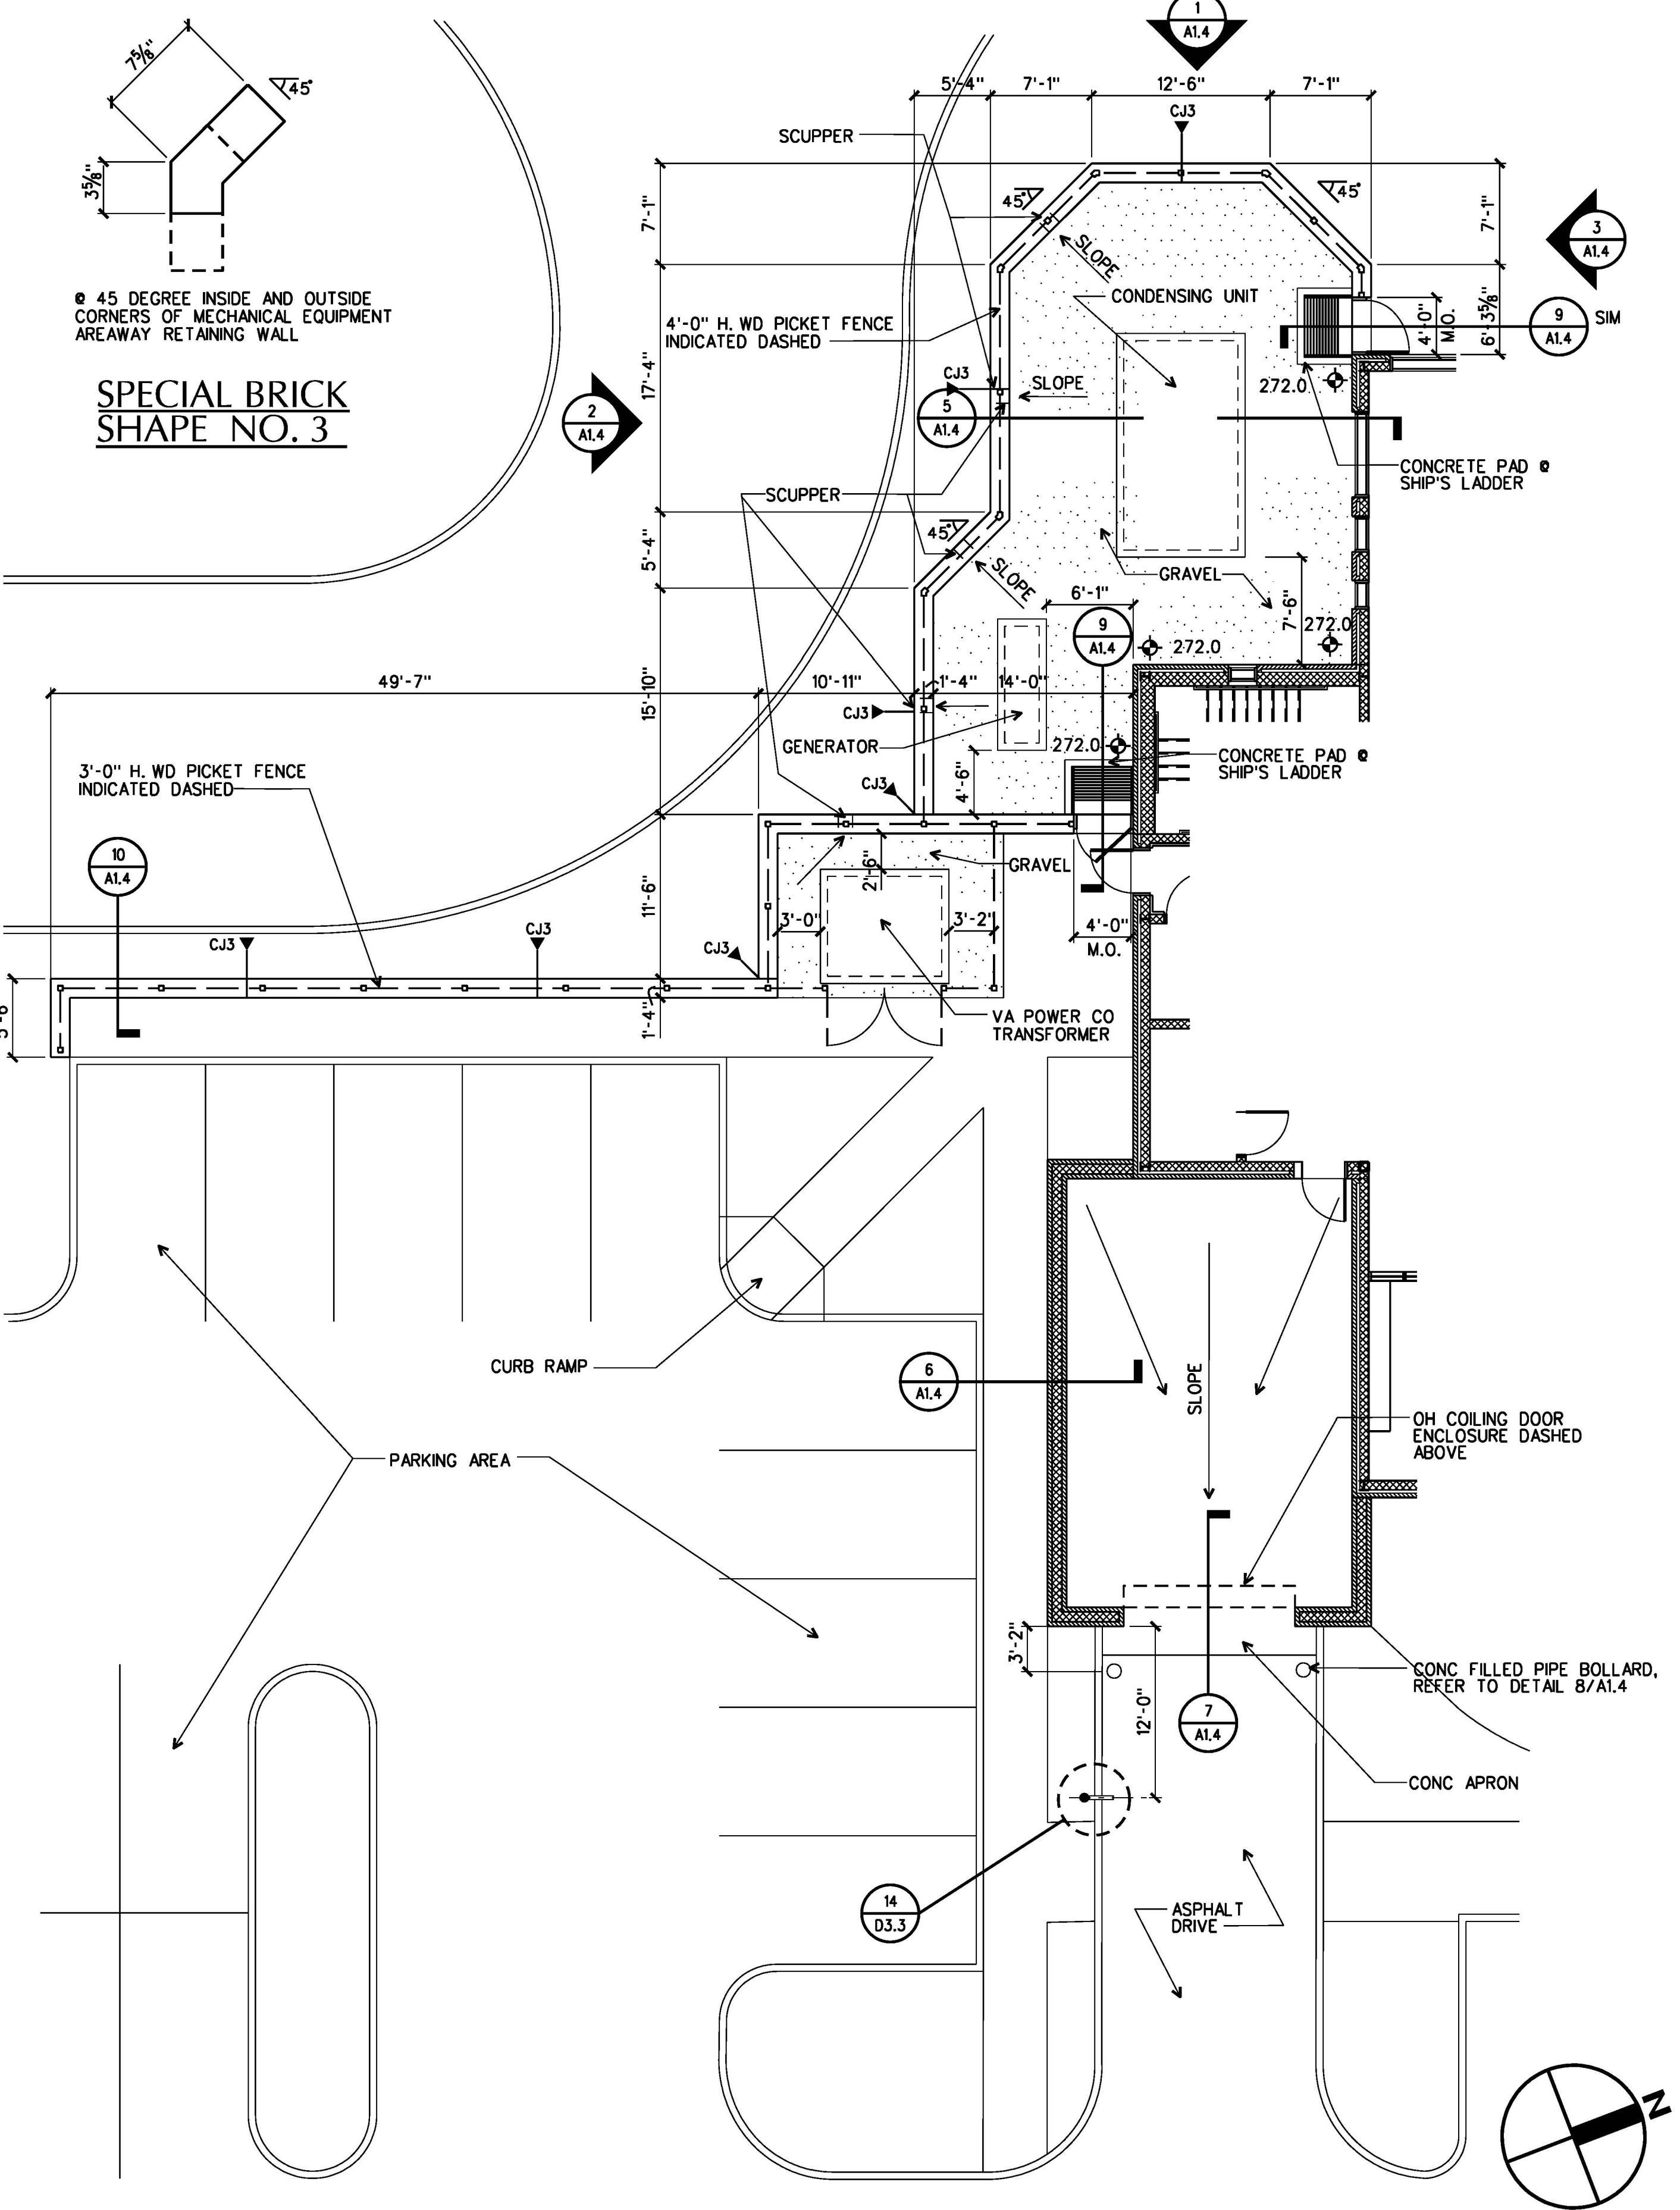 1
A1.4
7⅝"
45°
3⅝"
@ 45 DEGREE INSIDE AND OUTSIDE
CORNERS OF MECHANICAL EQUIPMENT
AREAWAY RETAINING WALL
SPECIAL BRICK
SHAPE NO. 3
5'-4"
7'-1"
12'-6"
7'-1"
CJ3
SCUPPER
45°
45°
7'-1"
7'-1"
3
A1.4
SLOPE
CONDENSING UNIT
4'-0" H. WD PICKET FENCE
INDICATED DASHED
4'-0"
M.O.
6'-3⅝"
9
A1.4
SIM
17'-4"
CJ3
SLOPE
272.0
2
A1.4
5
A1.4
CONCRETE PAD @
SHIP'S LADDER
SCUPPER
45°
5'-4"
SLOPE
GRAVEL
6'-1"
7'-6"
9
A1.4
272.0
272.0
49'-7"
10'-11"
1'-4"
14'-0"
15'-10"
CJ3
GENERATOR
272.0
CONCRETE PAD @
SHIP'S LADDER
3'-0" H. WD PICKET FENCE
INDICATED DASHED
CJ3
4'-6"
10
A1.4
2'-6"
GRAVEL
11'-6"
3'-0"
3'-2"
4'-0"
M.O.
CJ3
CJ3
CJ3
1'-4"
VA POWER CO
TRANSFORMER
CURB RAMP
6
A1.4
SLOPE
OH COILING DOOR
ENCLOSURE DASHED
ABOVE
PARKING AREA
3'-2"
12'-0"
CONC FILLED PIPE BOLLARD,
REFER TO DETAIL 8/A1.4
7
A1.4
CONC APRON
14
D3.3
ASPHALT
DRIVE
N